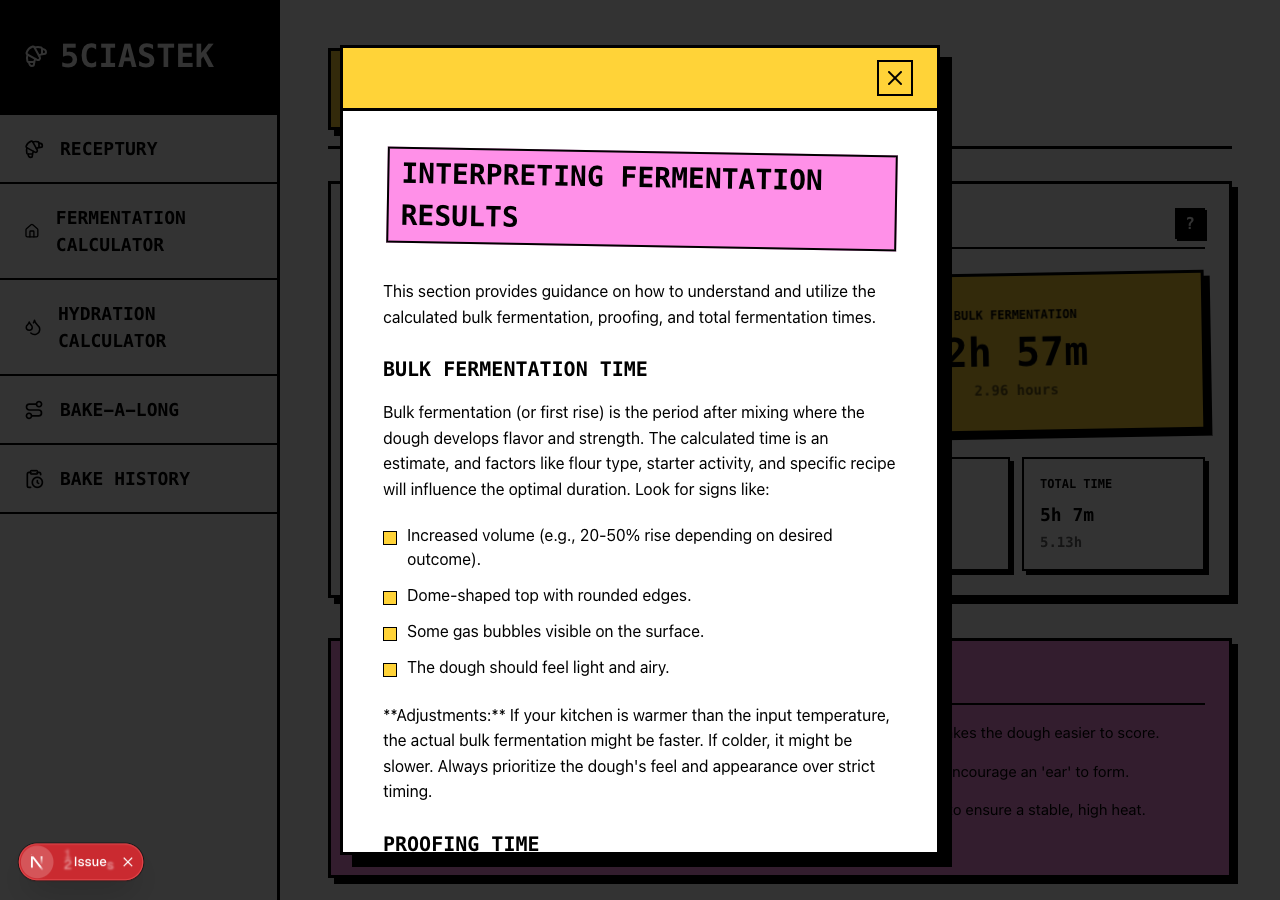 5CIASTEK
RECEPTURY
FERMENTATION
CALCULATOR
HYDRATION
CALCULATOR
BAKE–A–LONG
BAKE HISTORY
Issue
INTERPRETING FERMENTATION
RESULTS
This section provides guidance on how to understand and utilize the
calculated bulk fermentation, proofing, and total fermentation times.
BULK FERMENTATION TIME
Bulk fermentation (or first rise) is the period after mixing where the
dough develops flavor and strength. The calculated time is an
estimate, and factors like flour type, starter activity, and specific recipe
will influence the optimal duration. Look for signs like:
Increased volume (e.g., 20-50% rise depending on desired
outcome).
Dome-shaped top with rounded edges.
Some gas bubbles visible on the surface.
The dough should feel light and airy.
**Adjustments:** If your kitchen is warmer than the input temperature,
the actual bulk fermentation might be faster. If colder, it might be
slower. Always prioritize the dough's feel and appearance over strict
timing.
PROOFING TIME
?
BULK FERMENTATION
2h 57m
2.96 hours
TOTAL TIME
5h 7m
5.13h
the dough easier to score.
an 'ear' to form.
ensure a stable, high heat.